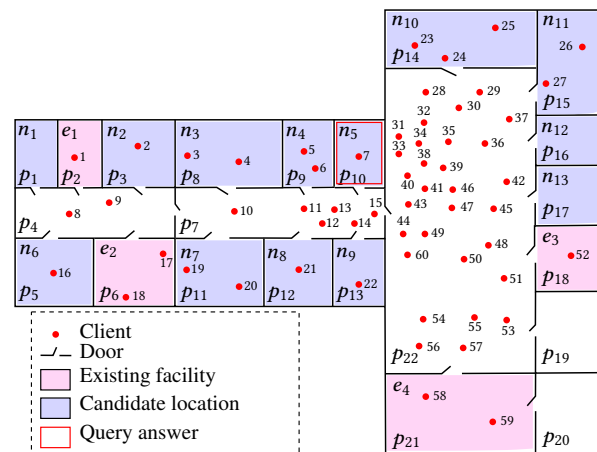 n10 25 n11
23 26
p14 24
27
28 29 p15
30
32 37
31 n12
n1 e1 n2 n3 n4 n5 34 35 36
33
1 2 3 4 5 6 7 38 39 p16
p1 p2 p3 p8 p9 p10 40 n13
41 46 42
9 15 43 47 45 p17
p4 8 p7 10 11 13 12 14 44 49 e3
n6 e2 n7 n8 n9 48
17 60 50 52
16 19 21 22 51 p18
p5 p6 18 p11 20 p12 p13
54 55 53
Client 56 57 p19
Door p22
Existing facility e4 58
Candidate location 59
Query answer p21 p20